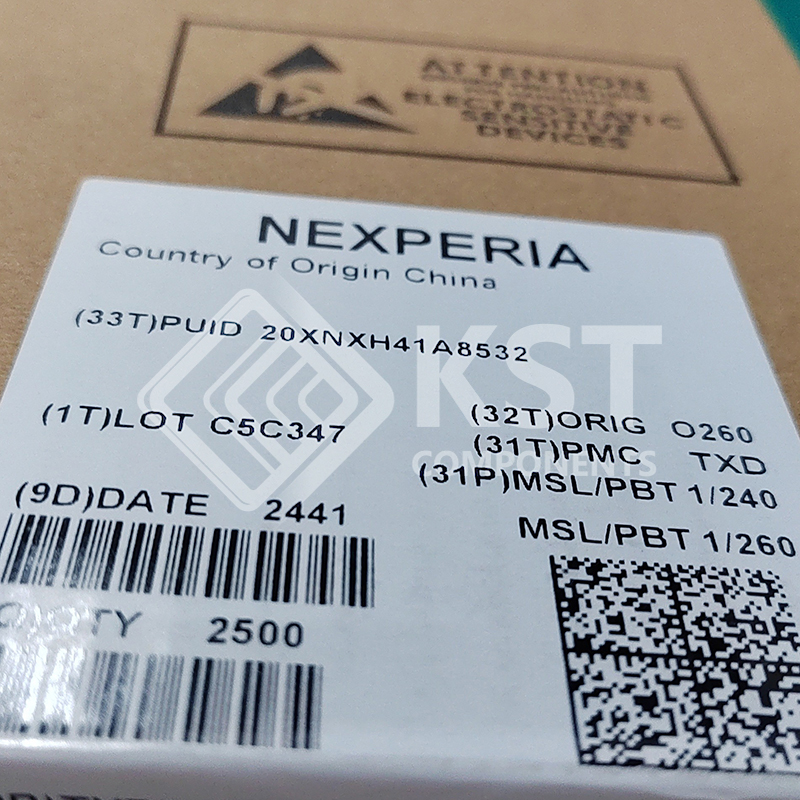 ATTENTION
ELECTROSTATIC
SENSITIVE
DEVICES
NEXPERIA
Country of Origin China
(33T)PUID 20XNXH41A8532
KST
COMPONENTS
(1T)LOT C5C347
(32T)ORIG O260
(31T)PMC TXD
(31P)MSL/PBT 1/240
(9D)DATE 2441
MSL/PBT 1/260
QTY 2500